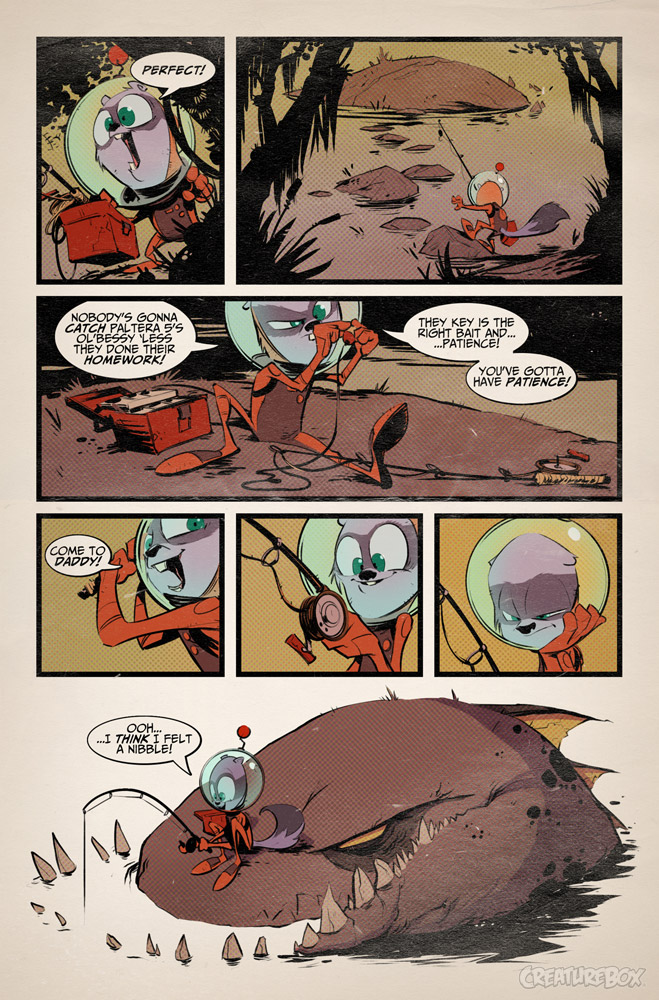 PERFECT!
NOBODY'S GONNA
CATCH PALTERA 5'S
OL'BESSY 'LESS
THEY DONE THEIR
HOMEWORK!
THEY KEY IS THE
RIGHT BAIT AND...
...PATIENCE!
YOU'VE GOTTA
HAVE PATIENCE!
COME TO
DADDY!
OOH...
...I THINK I FELT
A NIBBLE!
CREATUREBOX